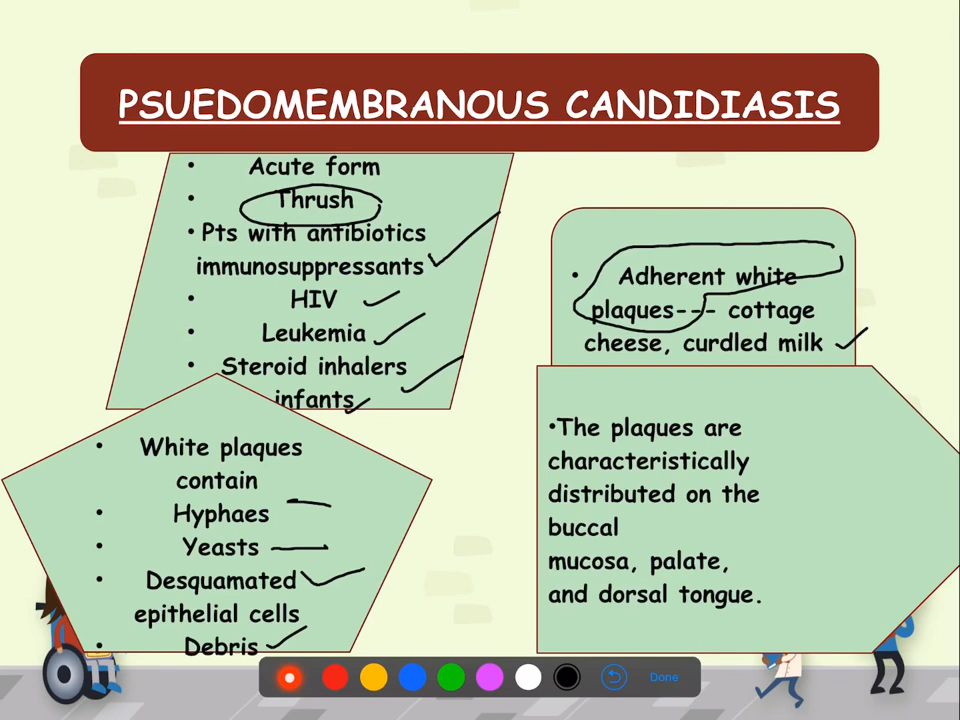 PSUEDOMEMBRANOUS CANDIDIASIS
• Acute form
• Thrush
• Pts with antibiotics
immunosuppressants
• HIV
• Leukemia
• Steroid inhalers
infants
• Adherent white
plaques--- cottage
cheese, curdled milk
• White plaques
contain
• Hyphaes
• Yeasts
• Desquamated
epithelial cells
• Debris
•The plaques are
characteristically
distributed on the
buccal
mucosa, palate,
and dorsal tongue.
Done